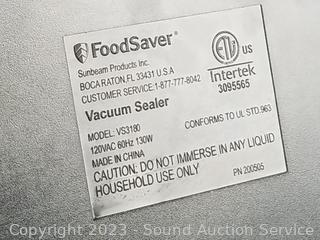 FoodSaver®
Sunbeam Products Inc.
BOCA RATON, FL 33431 U.S.A
CUSTOMER SERVICE:1-877-777-8042
Vacuum Sealer
ETL US
Intertek
3095565
MODEL: VS3180
120VAC 60Hz 130W
MADE IN CHINA
CONFORMS TO UL STD.963
CAUTION: DO NOT IMMERSE IN ANY LIQUID
HOUSEHOLD USE ONLY
PN 200505
Copyright 2023 - Sound Auction Service